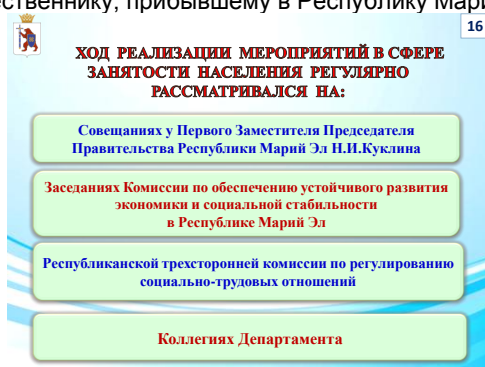 ественнику, прибывшему в Республику Мари
16
ХОД РЕАЛИЗАЦИИ МЕРОПРИЯТИЙ В СФЕРЕ
ЗАНЯТОСТИ НАСЕЛЕНИЯ РЕГУЛЯРНО
РАССМАТРИВАЛСЯ НА:
Совещаниях у Первого Заместителя Председателя
Правительства Республики Марий Эл Н.И.Куклина
Заседаниях Комиссии по обеспечению устойчивого развития
экономики и социальной стабильности
в Республике Марий Эл
Республиканской трехсторонней комиссии по регулированию
социально-трудовых отношений
Коллегиях Департамента